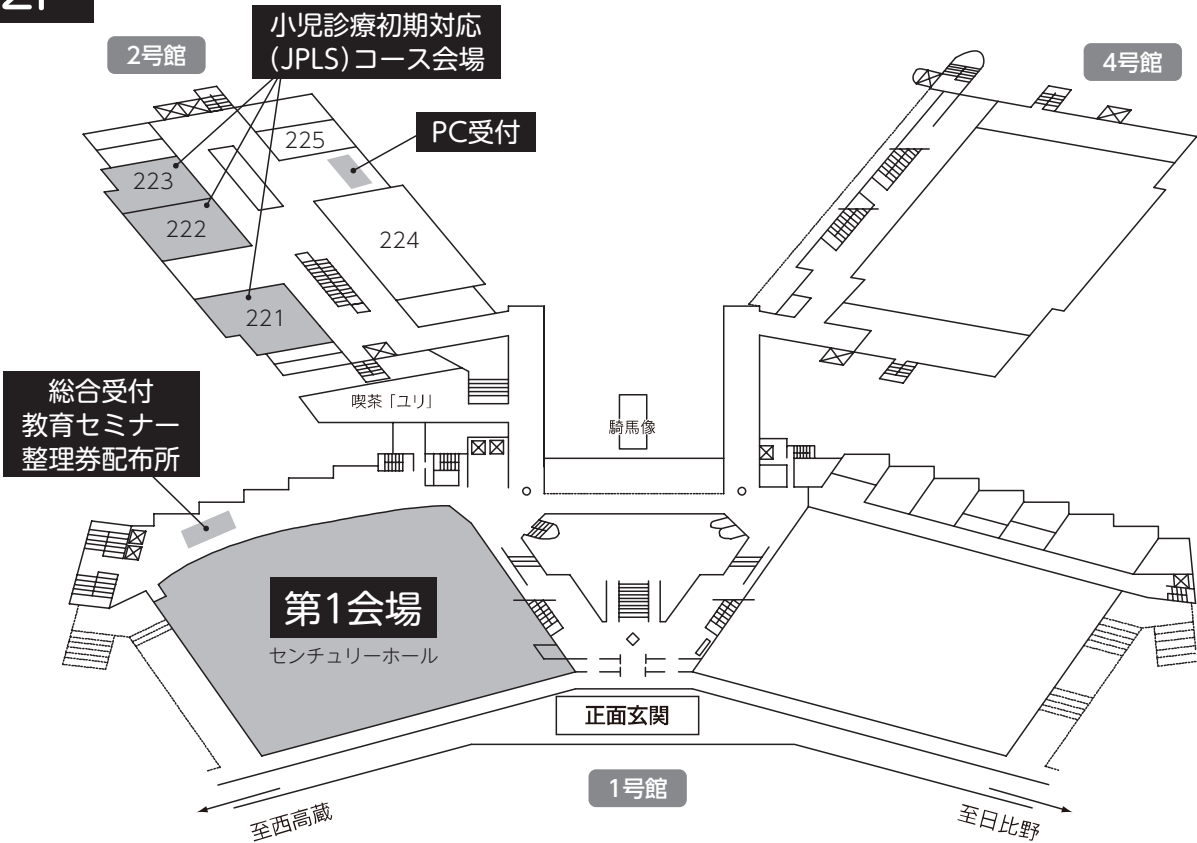 2号館
小児診療初期対応
(JPLS)コース会場
4号館
PC受付
225
223
222
224
221
総合受付
教育セミナー
整理券配布所
喫茶「ユリ」
騎馬像
第1会場
センチュリーホール
正面玄関
1号館
至西高蔵
至日比野